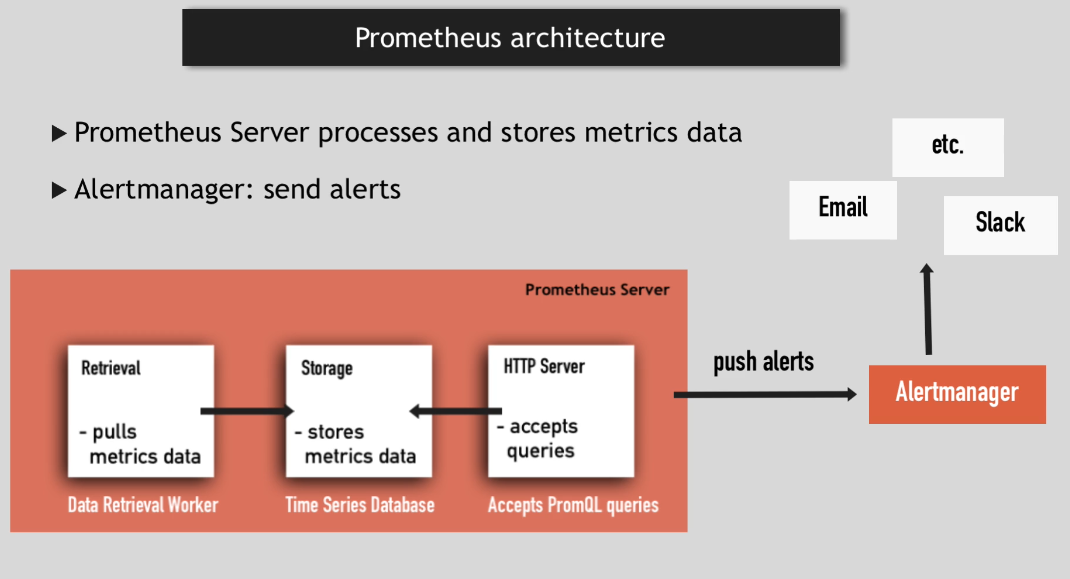 Prometheus architecture
▶ Prometheus Server processes and stores metrics data
▶ Alertmanager: send alerts
etc.
Email
Slack
Prometheus Server
Retrieval
- pulls
metrics data
Data Retrieval Worker
Storage
- stores
metrics data
Time Series Database
HTTP Server
- accepts
queries
Accepts PromQL queries
push alerts
Alertmanager